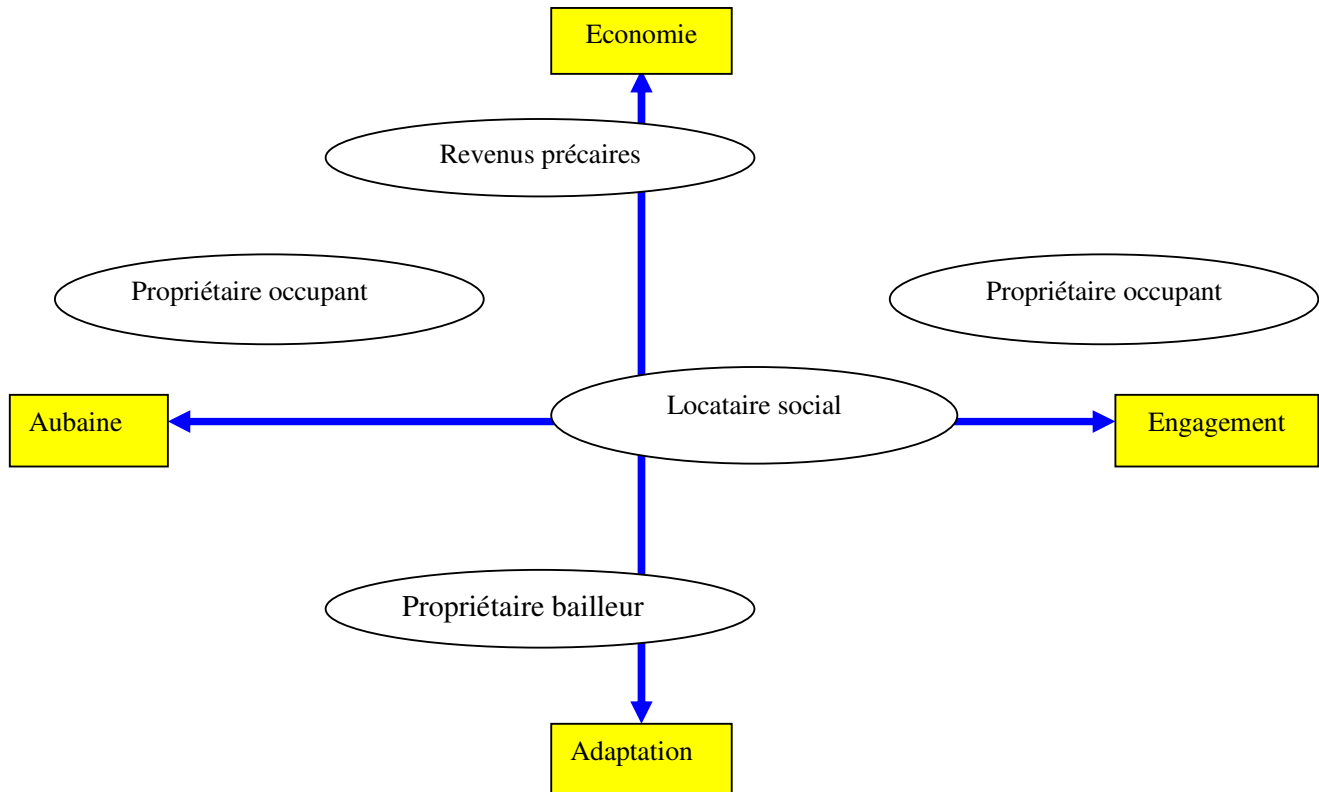 Economie
Revenus précaires
Propriétaire occupant
Propriétaire occupant
Locataire social
Aubaine
Engagement
Propriétaire bailleur
Adaptation